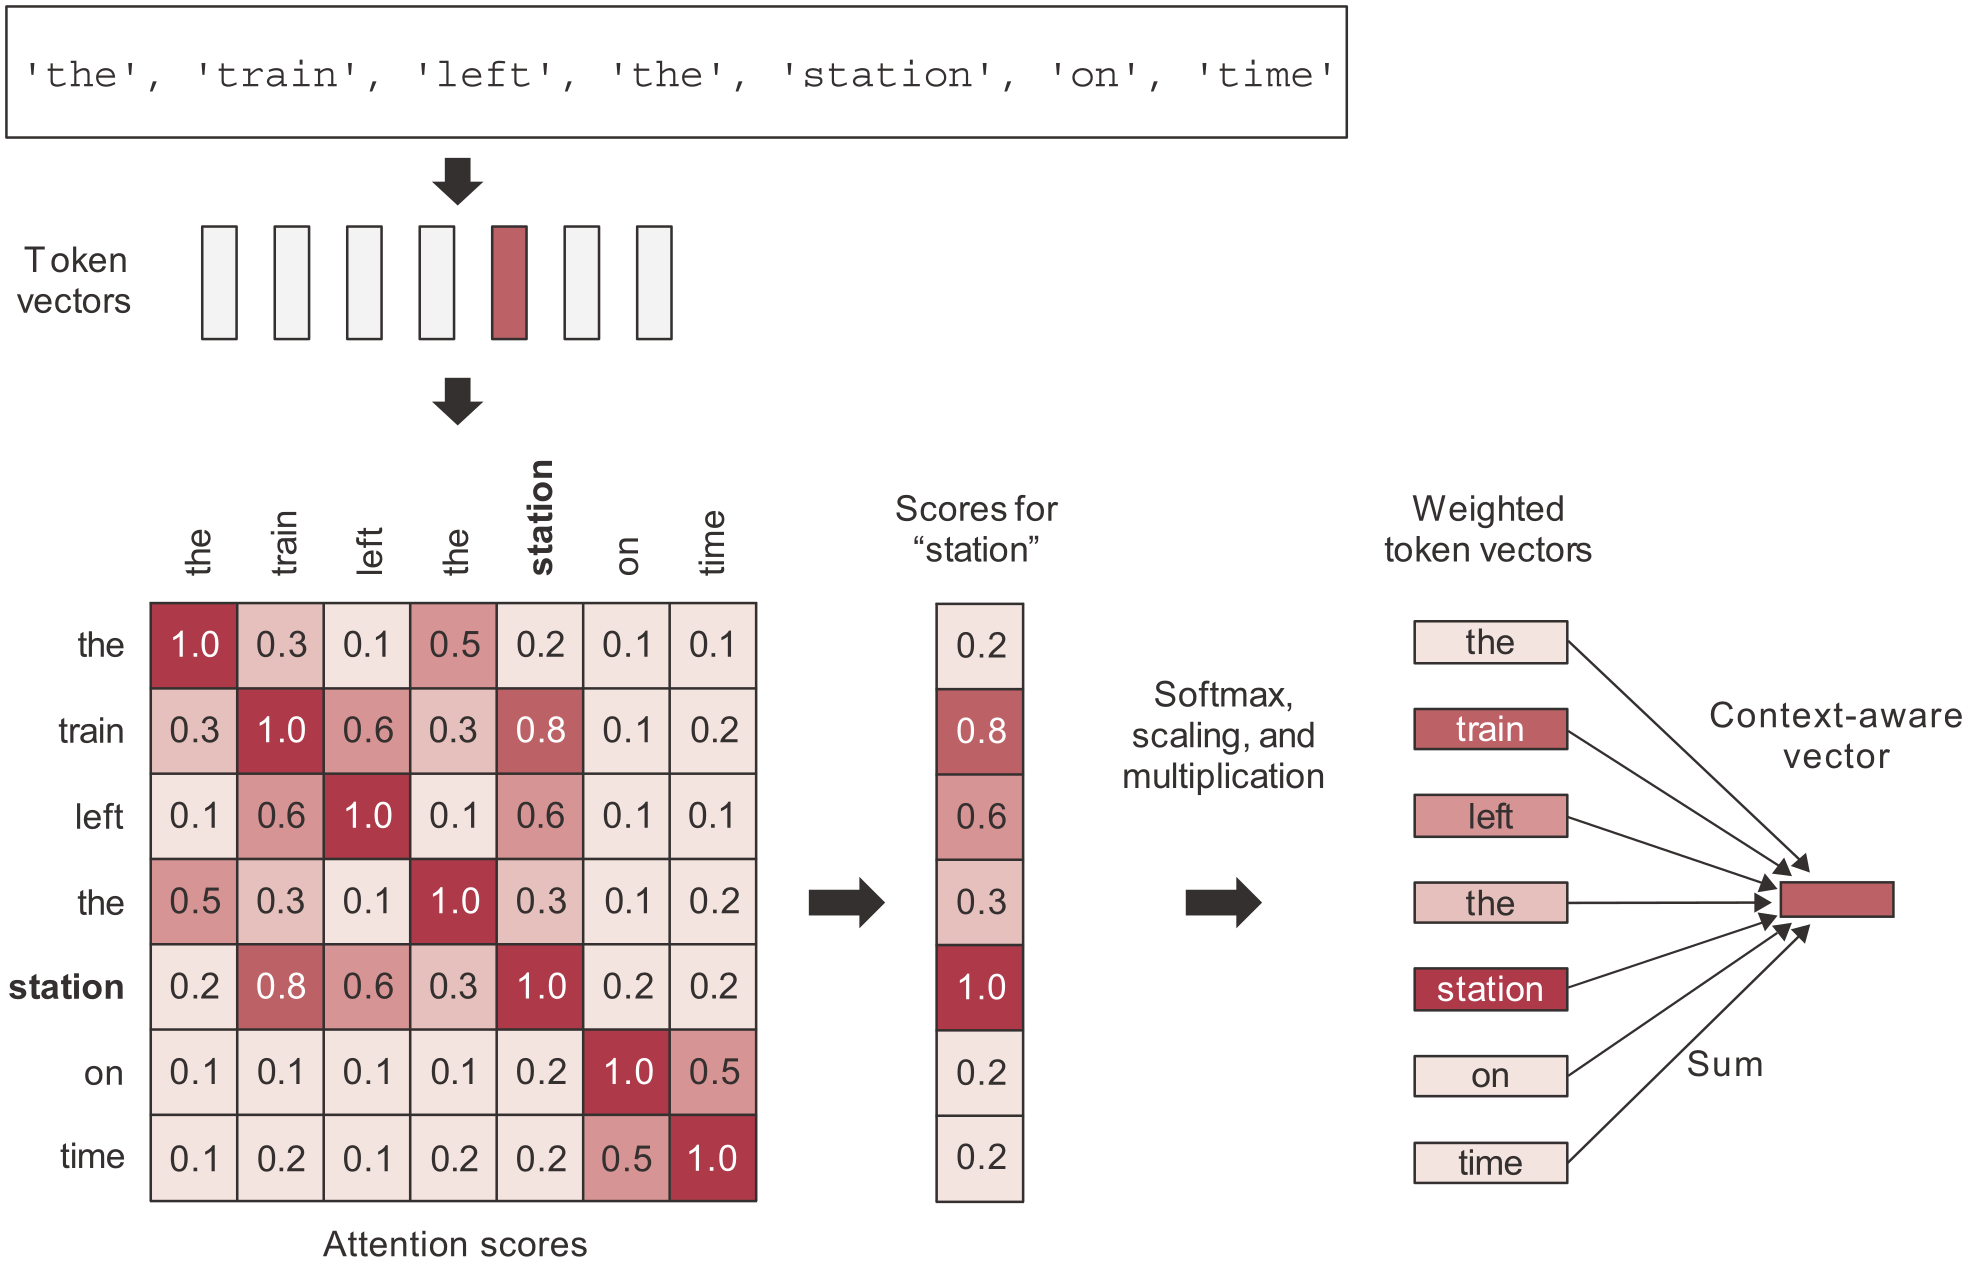 'the', 'train', 'left', 'the', 'station', 'on', 'time'
Token
vectors
the train left the station on time
the 1.0 0.3 0.1 0.5 0.2 0.1 0.1
train 0.3 1.0 0.6 0.3 0.8 0.1 0.2
left 0.1 0.6 1.0 0.1 0.6 0.1 0.1
the 0.5 0.3 0.1 1.0 0.3 0.1 0.2
station 0.2 0.8 0.6 0.3 1.0 0.2 0.2
on 0.1 0.1 0.1 0.1 0.2 1.0 0.5
time 0.1 0.2 0.1 0.2 0.2 0.5 1.0
Attention scores
Scores for
“station”
0.2
0.8
0.6
0.3
1.0
0.2
0.2
Softmax,
scaling, and
multiplication
Weighted
token vectors
the
train
left
the
station
on
time
Context-aware
vector
Sum